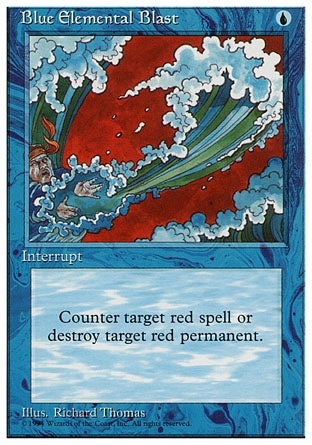 Blue Elemental Blast
Interrupt
Counter target red spell or
destroy target red permanent.
Illus. Richard Thomas
Wizards of the Coast, Inc. All rights reserved.